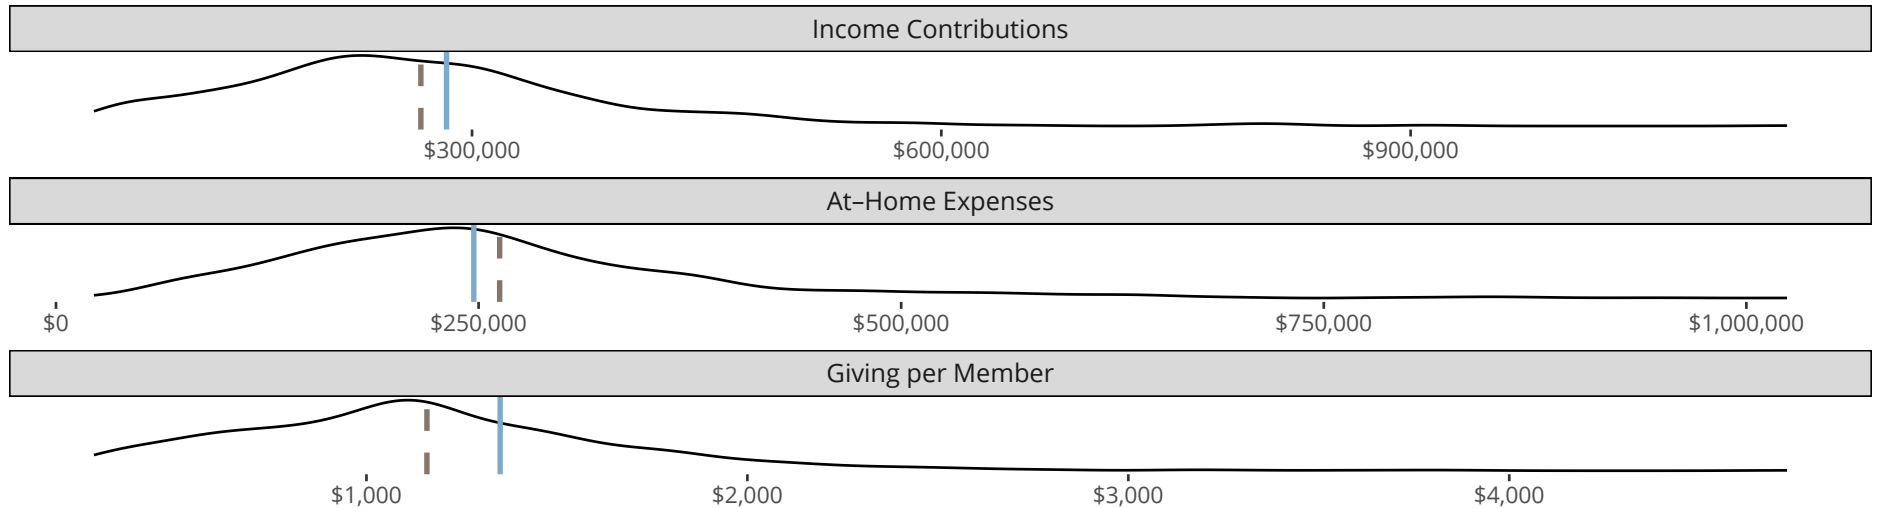 Income Contributions
$300,000 $600,000 $900,000
At–Home Expenses
$0 $250,000 $500,000 $750,000 $1,000,000
Giving per Member
$1,000 $2,000 $3,000 $4,000